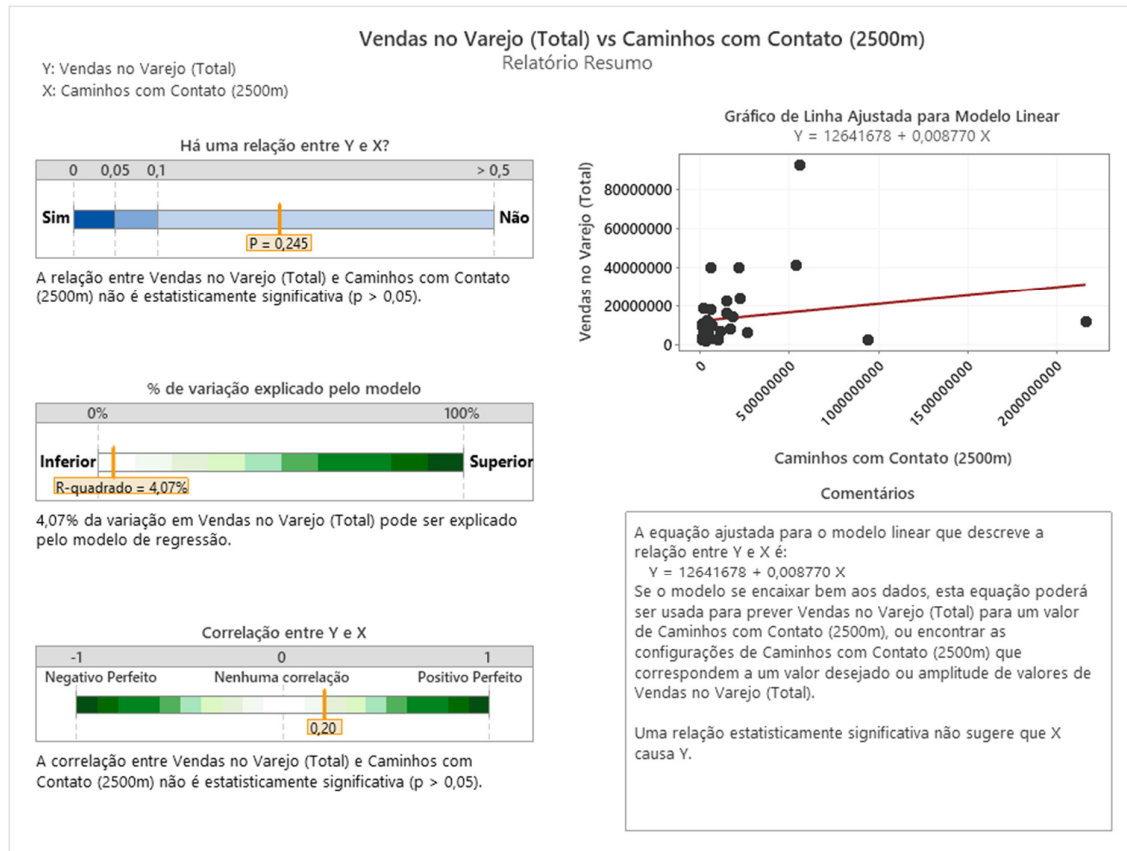 Vendas no Varejo (Total) vs Caminhos com Contato (2500m)
Relatório Resumo
Y: Vendas no Varejo (Total)
X: Caminhos com Contato (2500m)
Há uma relação entre Y e X?
0 0,05 0,1 > 0,5
Sim Não
P = 0,245
A relação entre Vendas no Varejo (Total) e Caminhos com Contato
(2500m) não é estatisticamente significativa (p > 0,05).
% de variação explicado pelo modelo
0% 100%
Inferior Superior
R-quadrado = 4,07%
4,07% da variação em Vendas no Varejo (Total) pode ser explicado
pelo modelo de regressão.
Correlação entre Y e X
-1 0 1
Negativo Perfeito Nenhuma correlação Positivo Perfeito
0,20
A correlação entre Vendas no Varejo (Total) e Caminhos com
Contato (2500m) não é estatisticamente significativa (p > 0,05).
Gráfico de Linha Ajustada para Modelo Linear
Y = 12641678 + 0,008770 X
Vendas no Varejo (Total)
80000000
60000000
40000000
20000000
0
0 500000000 1000000000 1500000000 2000000000
Caminhos com Contato (2500m)
Comentários
A equação ajustada para o modelo linear que descreve a
relação entre Y e X é:
Y = 12641678 + 0,008770 X
Se o modelo se encaixar bem aos dados, esta equação poderá
ser usada para prever Vendas no Varejo (Total) para um valor
de Caminhos com Contato (2500m), ou encontrar as
configurações de Caminhos com Contato (2500m) que
correspondem a um valor desejado ou amplitude de valores de
Vendas no Varejo (Total).
Uma relação estatisticamente significativa não sugere que X
causa Y.